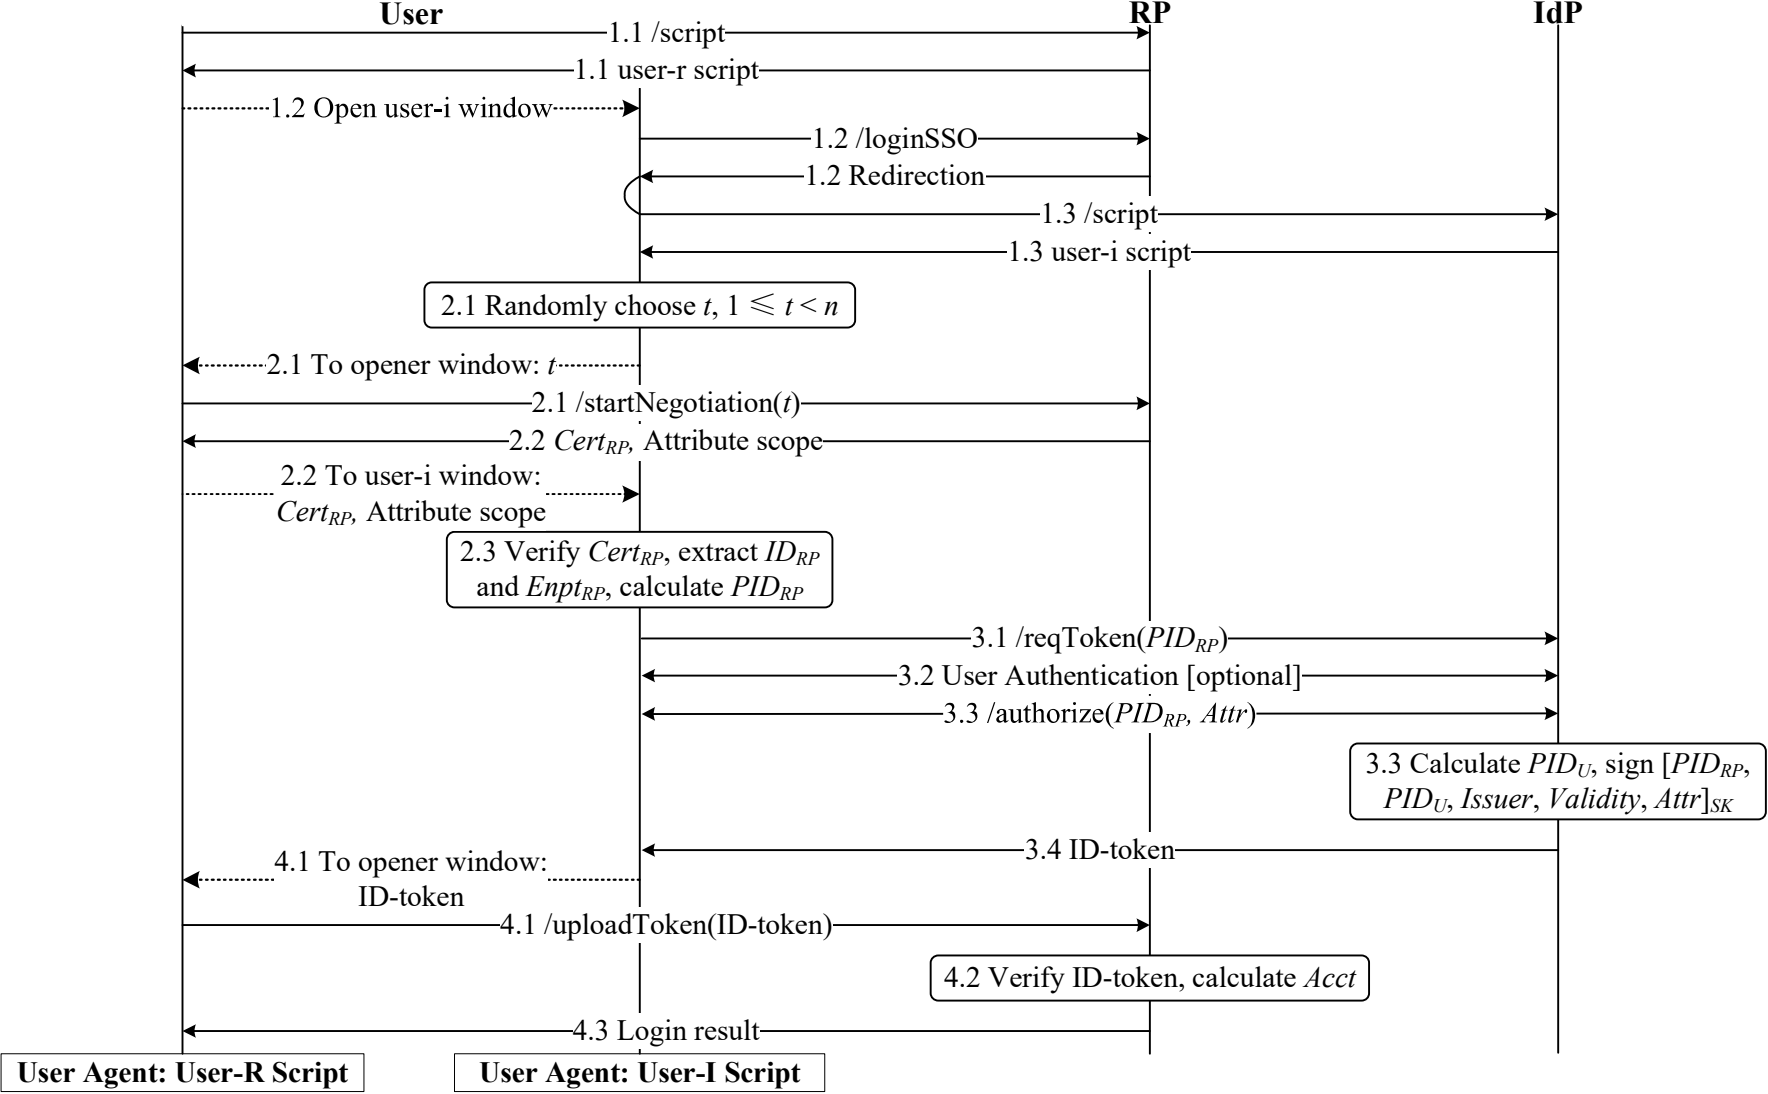 User RP IdP
1.1 /script
1.1 user-r script
1.2 Open user-i window
1.2 /loginSSO
1.2 Redirection
1.3 /script
1.3 user-i script
2.1 Randomly choose t, 1 ⩽ t < n
2.1 To opener window: t
2.1 /startNegotiation(t)
2.2 CertRP, Attribute scope
2.2 To user-i window:
CertRP, Attribute scope
2.3 Verify CertRP, extract IDRP
and EnptRP, calculate PIDRP
3.1 /reqToken(PIDRP)
3.2 User Authentication [optional]
3.3 /authorize(PIDRP, Attr)
3.3 Calculate PIDU, sign [PIDRP,
PIDU, Issuer, Validity, Attr]SK
3.4 ID-token
4.1 To opener window:
ID-token
4.1 /uploadToken(ID-token)
4.2 Verify ID-token, calculate Acct
4.3 Login result
User Agent: User-R Script
User Agent: User-I Script